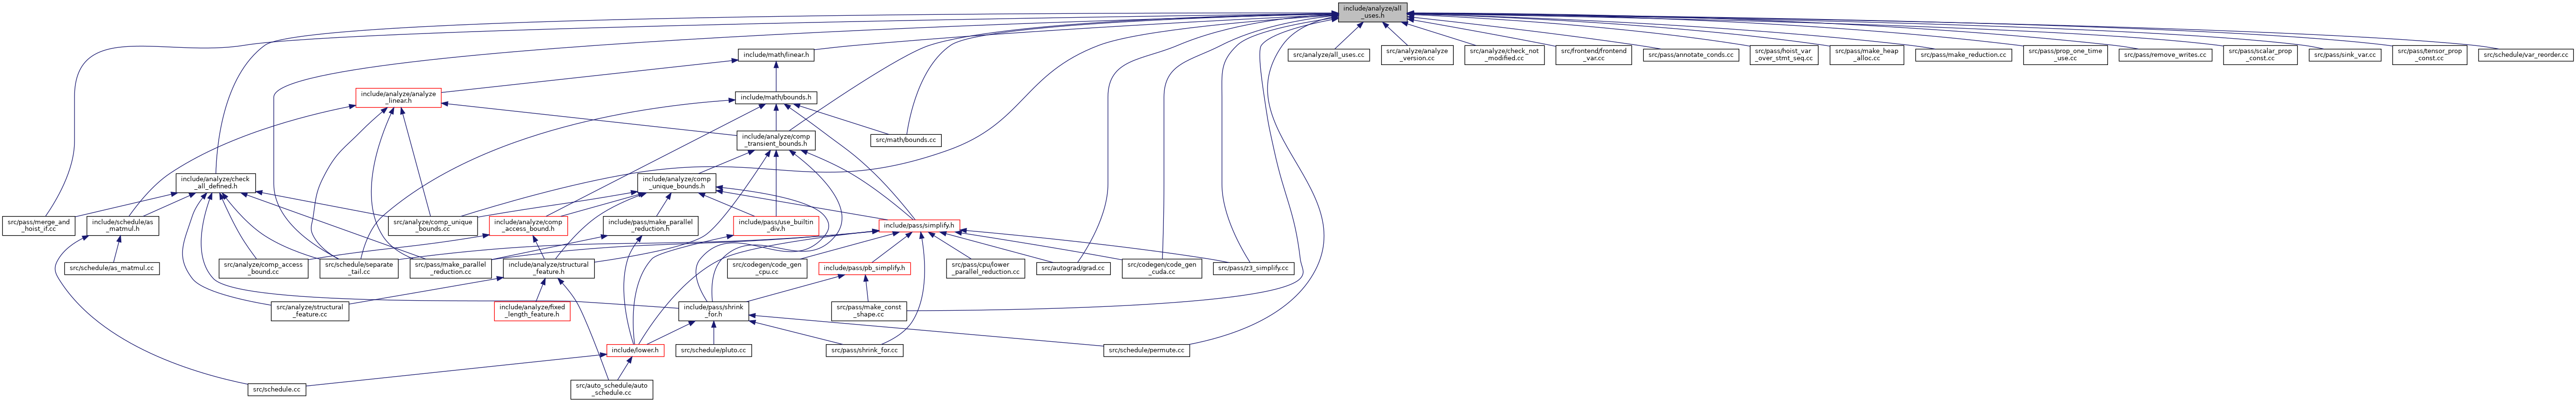 include/analyze/all
_uses.h
include/math/linear.h
src/analyze/all_uses.cc
src/analyze/analyze
_version.cc
src/analyze/check_not
_modified.cc
src/frontend/frontend
_var.cc
src/pass/annotate_conds.cc
src/pass/hoist_var
_over_stmt_seq.cc
src/pass/make_heap
_alloc.cc
src/pass/make_reduction.cc
src/pass/prop_one_time
_use.cc
src/pass/remove_writes.cc
src/pass/scalar_prop
_const.cc
src/pass/sink_var.cc
src/pass/tensor_prop
_const.cc
src/schedule/var_reorder.cc
include/analyze/analyze
_linear.h
include/math/bounds.h
include/analyze/comp
_transient_bounds.h
src/math/bounds.cc
include/analyze/check
_all_defined.h
include/analyze/comp
_unique_bounds.h
src/pass/merge_and
_hoist_if.cc
include/schedule/as
_matmul.h
src/analyze/comp_unique
_bounds.cc
include/analyze/comp
_access_bound.h
include/pass/make_parallel
_reduction.h
include/pass/use_builtin
_div.h
include/pass/simplify.h
src/schedule/as_matmul.cc
src/analyze/comp_access
_bound.cc
src/schedule/separate
_tail.cc
src/pass/make_parallel
_reduction.cc
include/analyze/structural
_feature.h
src/codegen/code_gen
_cpu.cc
include/pass/pb_simplify.h
src/pass/cpu/lower
_parallel_reduction.cc
src/autograd/grad.cc
src/codegen/code_gen
_cuda.cc
src/pass/z3_simplify.cc
src/analyze/structural
_feature.cc
include/analyze/fixed
_length_feature.h
include/pass/shrink
_for.h
src/pass/make_const
_shape.cc
include/lower.h
src/schedule/pluto.cc
src/pass/shrink_for.cc
src/schedule/permute.cc
src/schedule.cc
src/auto_schedule/auto
_schedule.cc